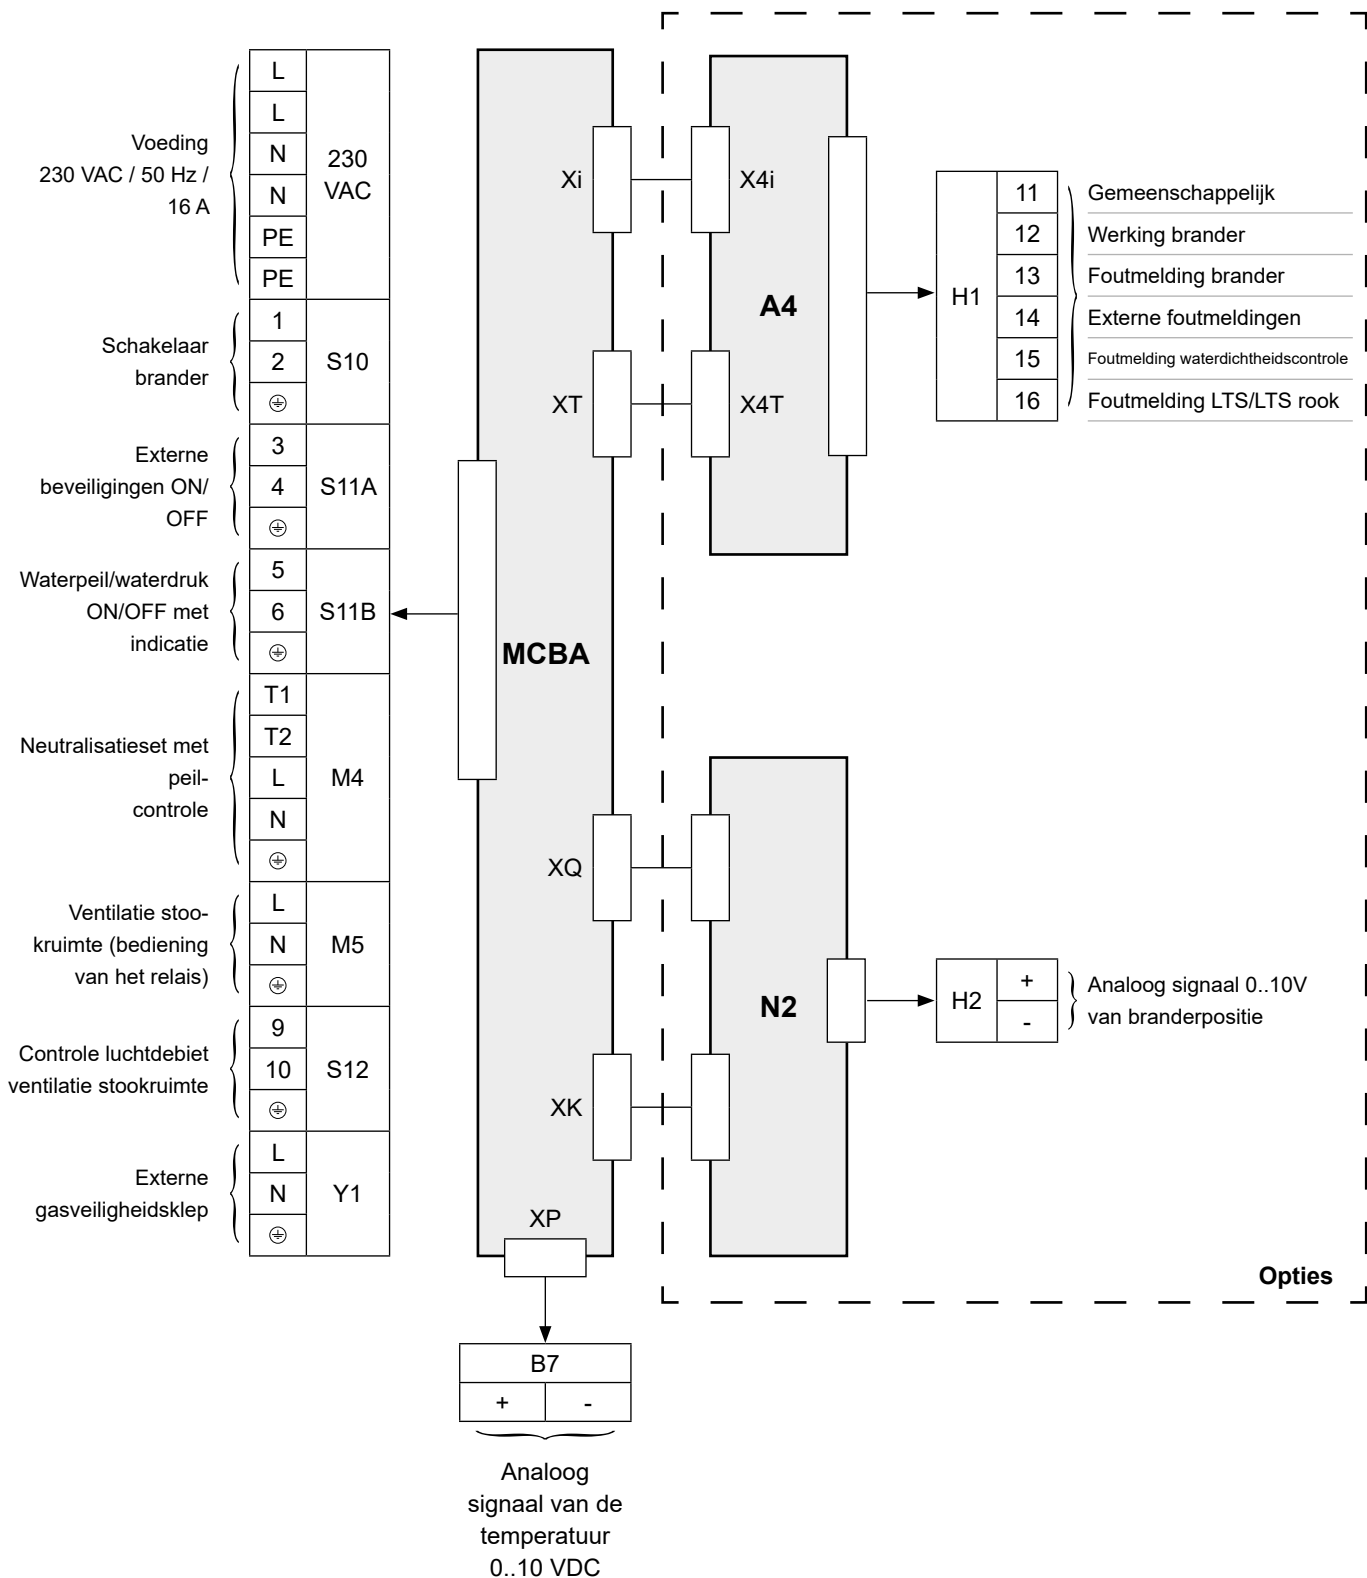 Voeding
230 VAC / 50 Hz /
16 A
L
L
N
N
PE
PE
230
VAC
Schakelaar
brander
1
2
⏚
S10
Externe
beveiligingen ON/
OFF
3
4
⏚
S11A
Waterpeil/waterdruk
ON/OFF met
indicatie
5
6
⏚
S11B
Neutralisatieset met
peil-
controle
T1
T2
L
N
⏚
M4
Ventilatie stoo-
kruimte (bediening
van het relais)
L
N
⏚
M5
Controle luchtdebiet
ventilatie stookruimte
9
10
⏚
S12
Externe
gasveiligheidsklep
L
N
⏚
Y1
MCBA
Xi
XT
XQ
XK
XP
X4i
X4T
A4
H1
11 Gemeenschappelijk
12 Werking brander
13 Foutmelding brander
14 Externe foutmeldingen
15 Foutmelding waterdichtheidscontrole
16 Foutmelding LTS/LTS rook
N2
H2
+
-
Analoog signaal 0..10V
van branderpositie
Opties
B7
+ -
Analoog
signaal van de
temperatuur
0..10 VDC